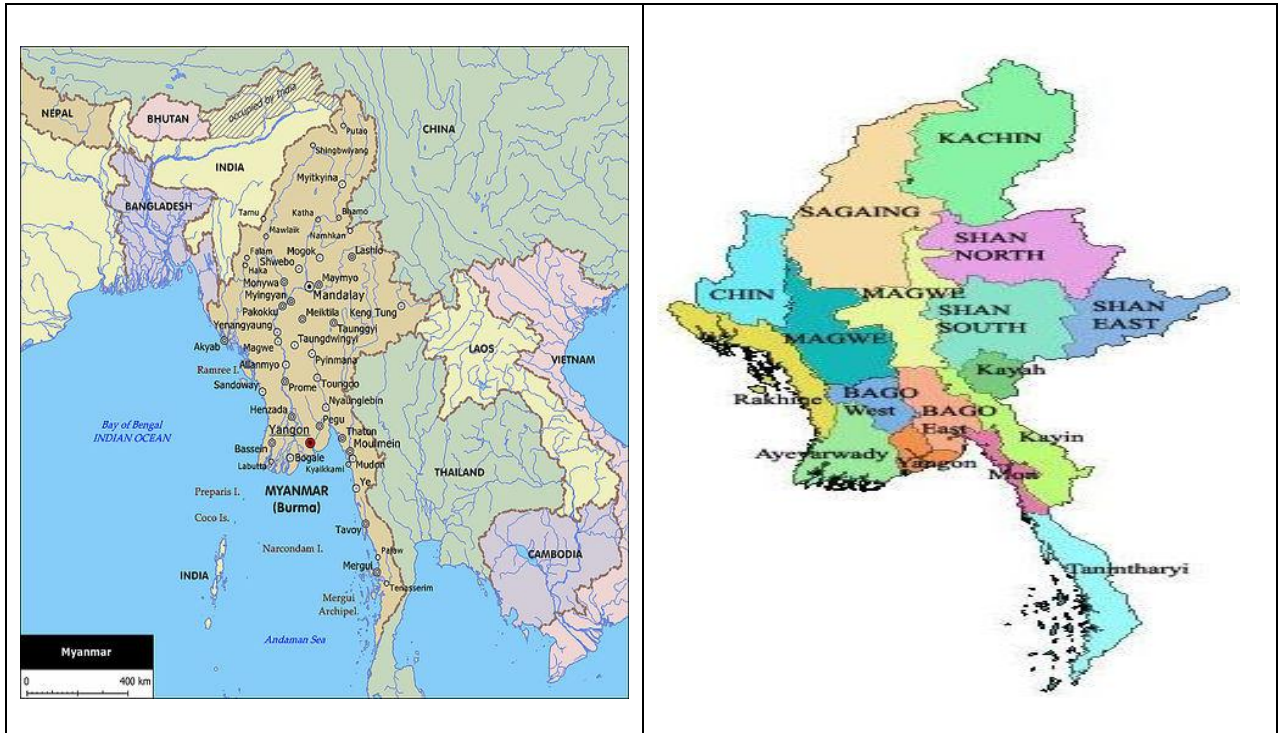 occupied by India
NEPAL
BHUTAN
CHINA
Putao
Shingbwiyang
INDIA
Myitkyina
BANGLADESH
Tamu
Katha
Bhamo
Mawlaik
Namhkan
Falam
Mogok
Lashio
Shwebo
Haka
Monywa
Maymyo
Myingyan
Mandalay
Pakokku
Meiktila
Keng Tung
Yenangyaung
Taunggyi
Akyab
Magwe
Taungdwingyi
LAOS
VIETNAM
Allanmyo
Pyinmana
Ramree I.
Sandoway
Prome
Toungoo
Nyaunglebin
Henzada
Pegu
Bay of Bengal
INDIAN OCEAN
Yangon
Thaton
Bassein
Moulmein
Bogale
Labutta
Kyaikkami
Mudon
THAILAND
Ye
Preparis I.
MYANMAR
(Burma)
Coco Is.
Tavoy
Narcondam I.
Palaw
CAMBODIA
INDIA
Mergui
Tenasserim
Mergui
Archipel.
Andaman Sea
Myanmar
0 400 km
KACHIN
SAGAING
SHAN
NORTH
CHIN
MAGWE
SHAN
SOUTH
SHAN
EAST
MAGWE
Kayah
Rakhine
BAGO
West
BAGO
East
Kayin
Ayeyarwady
Yangon
Mon
Tanintharyi